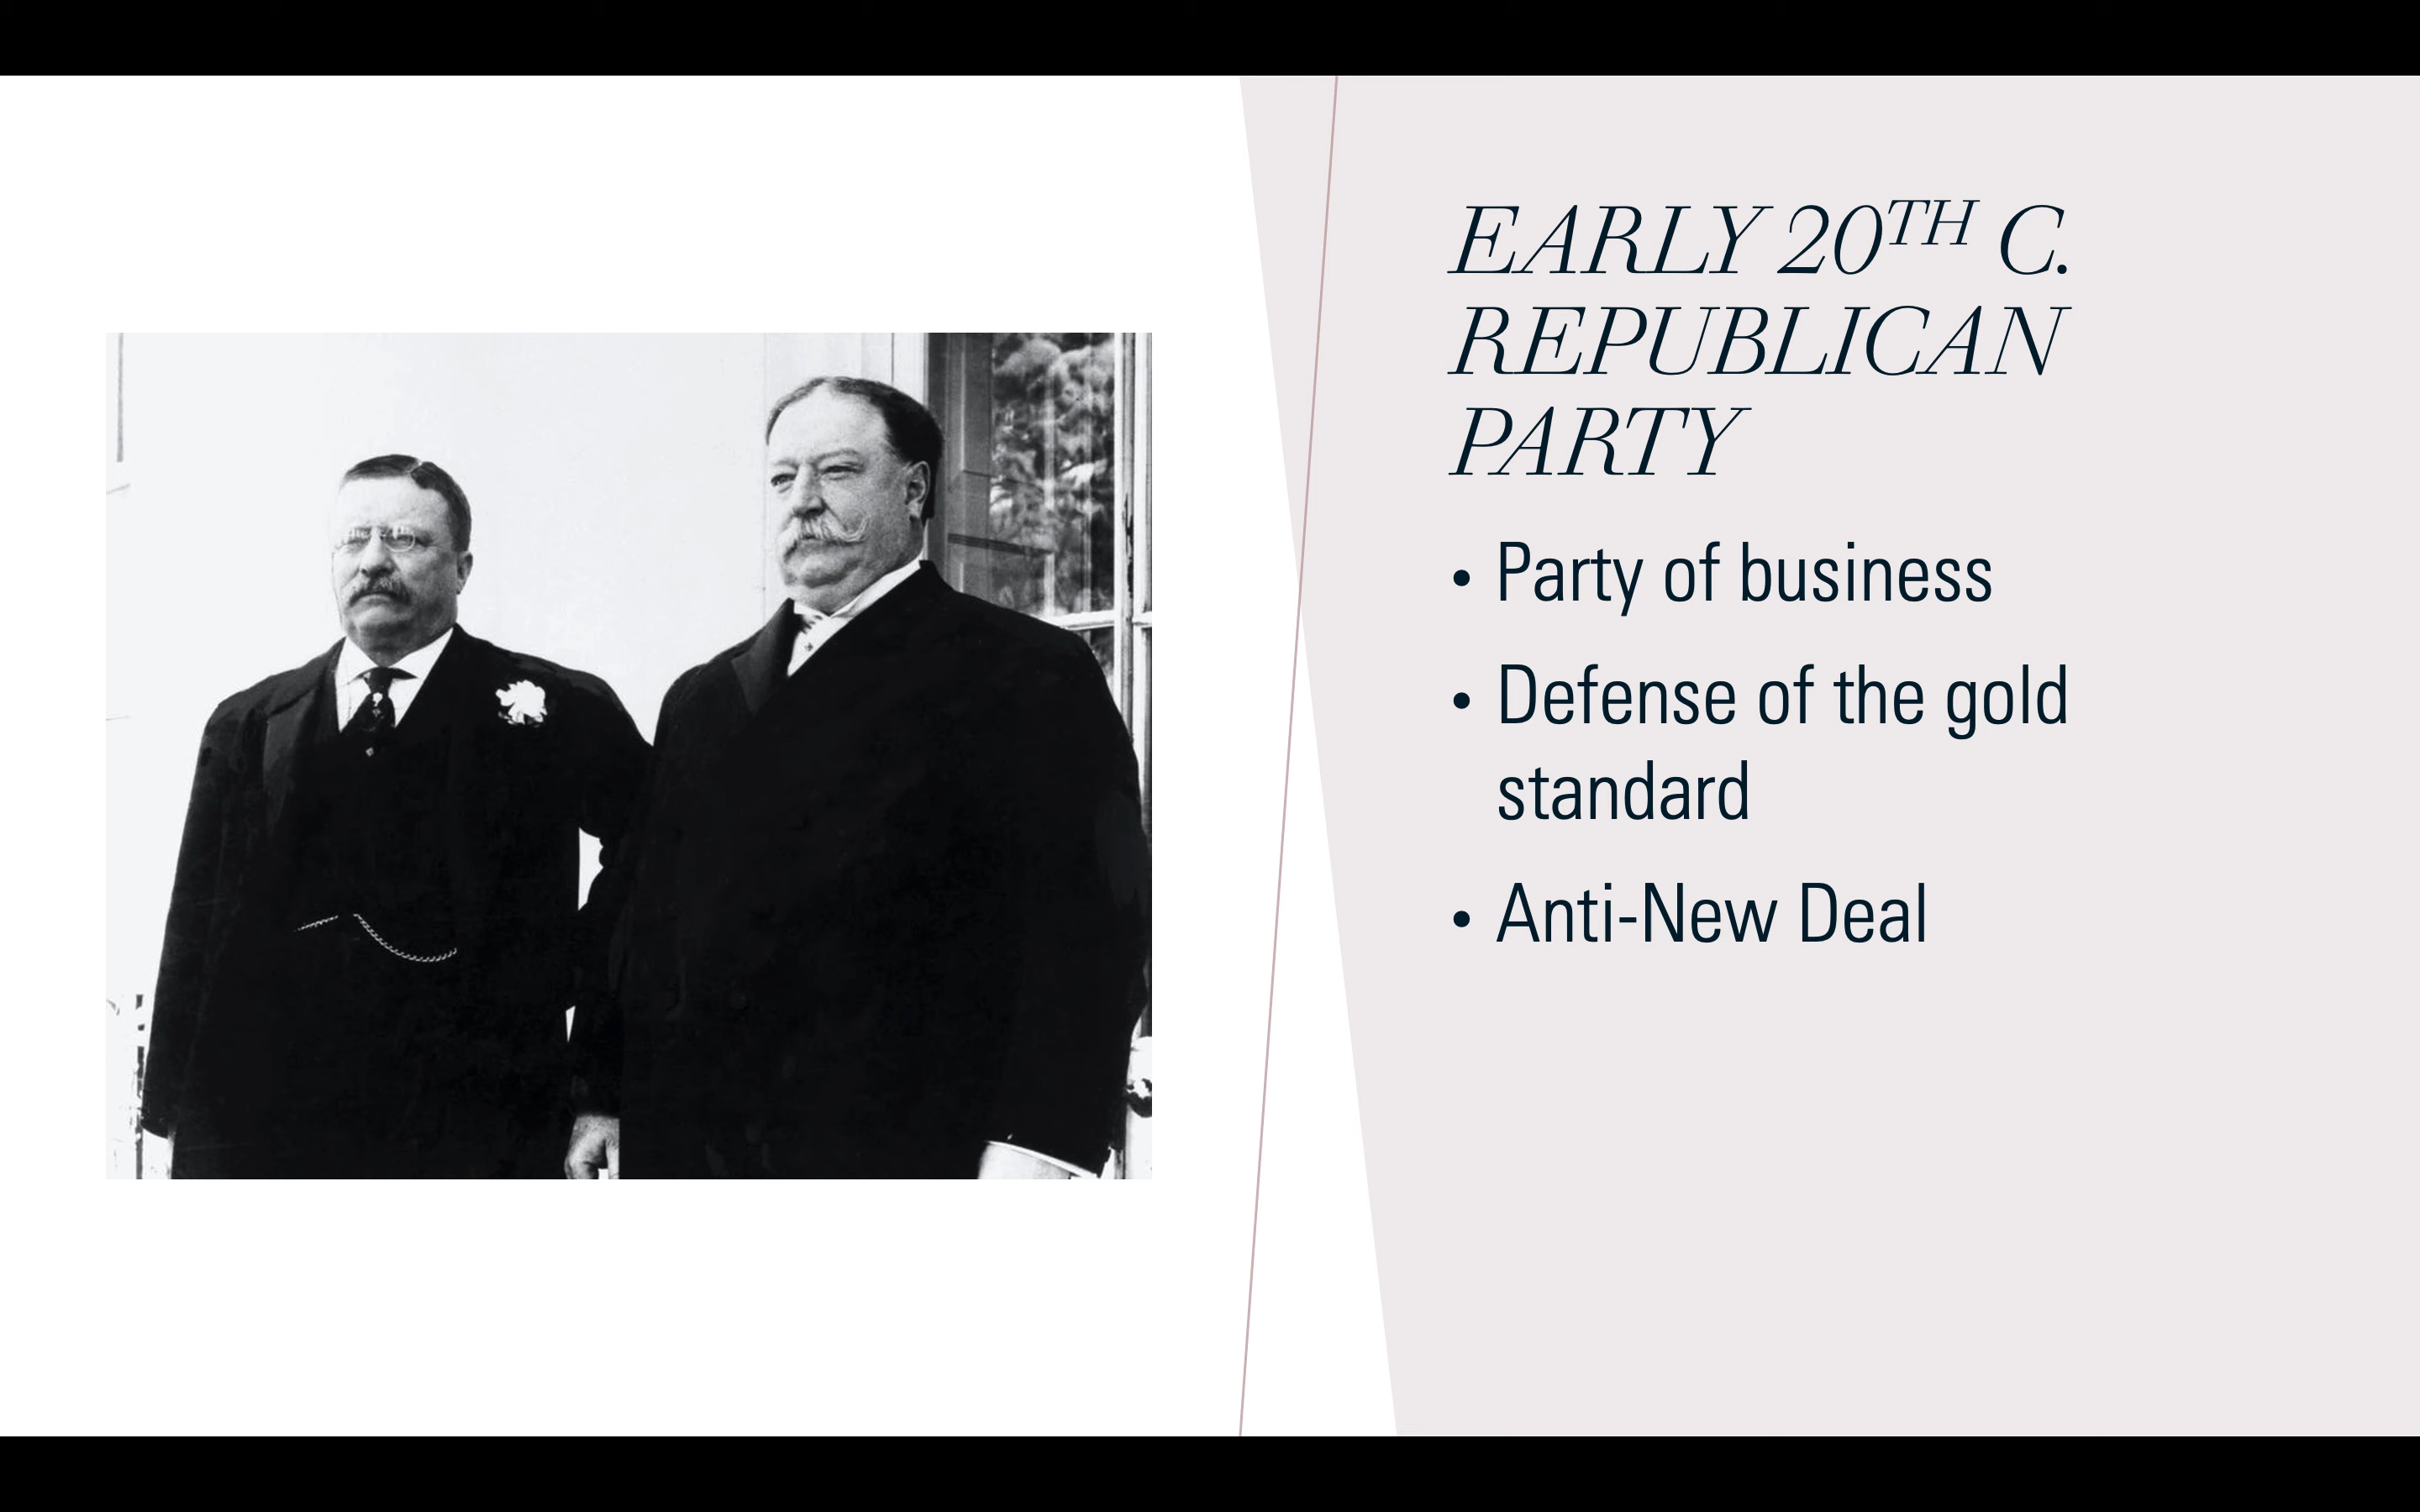 EARLY 20TH C.
REPUBLICAN
PARTY
• Party of business
• Defense of the gold
standard
• Anti-New Deal